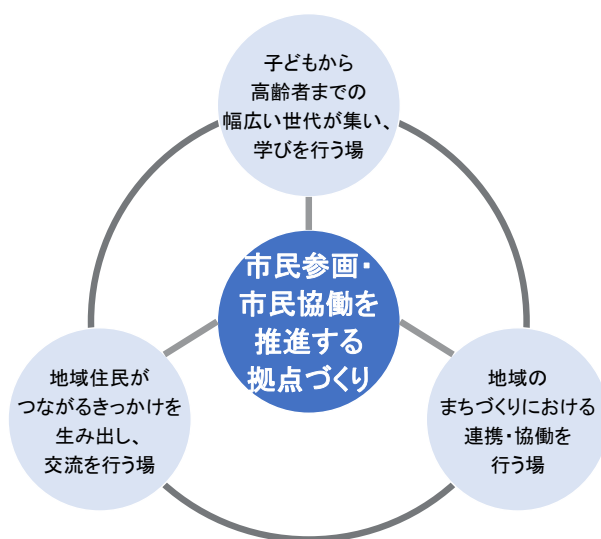 子どもから
高齢者までの
幅広い世代が集い、
学びを行う場
市民参画・
市民協働を
推進する
拠点づくり
地域住民が
つながるきっかけを
生み出し、
交流を行う場
地域の
まちづくりにおける
連携・協働を
行う場